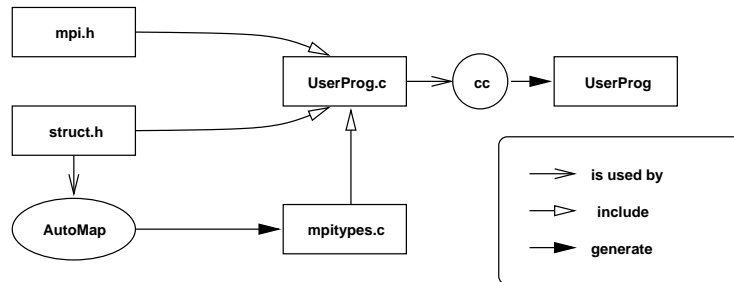 mpi.h
UserProg.c
cc
UserProg
struct.h
is used by
AutoMap
mpitypes.c
include
generate